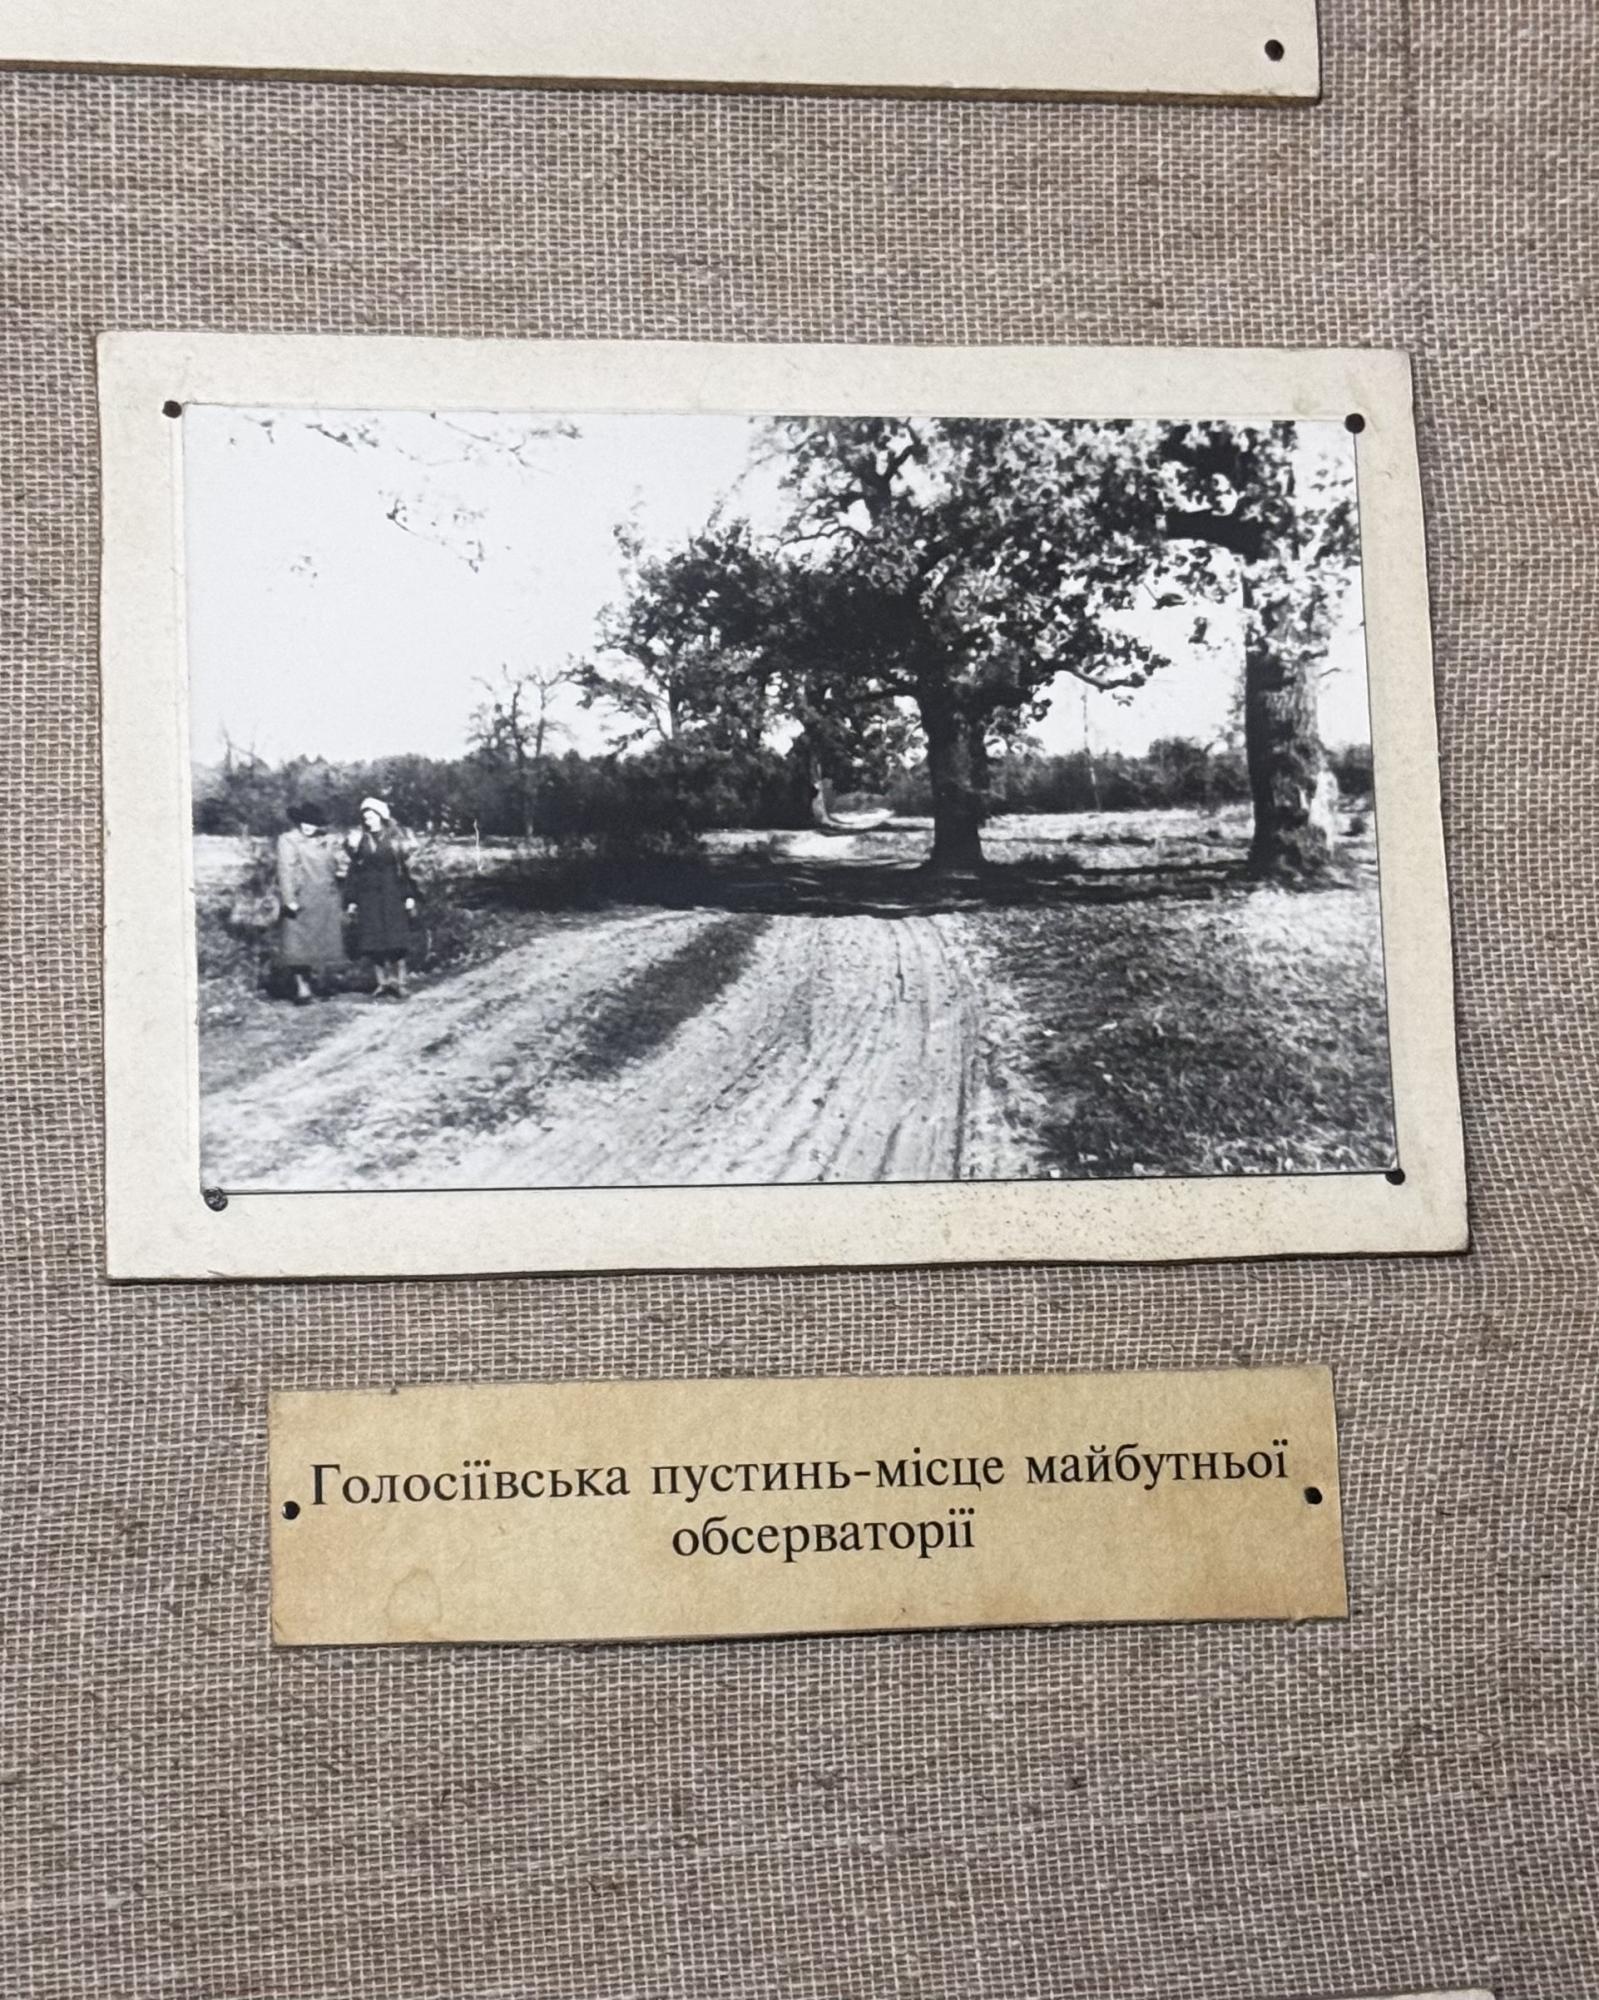 Голосіївська пустинь-місце майбутньої
обсерваторії